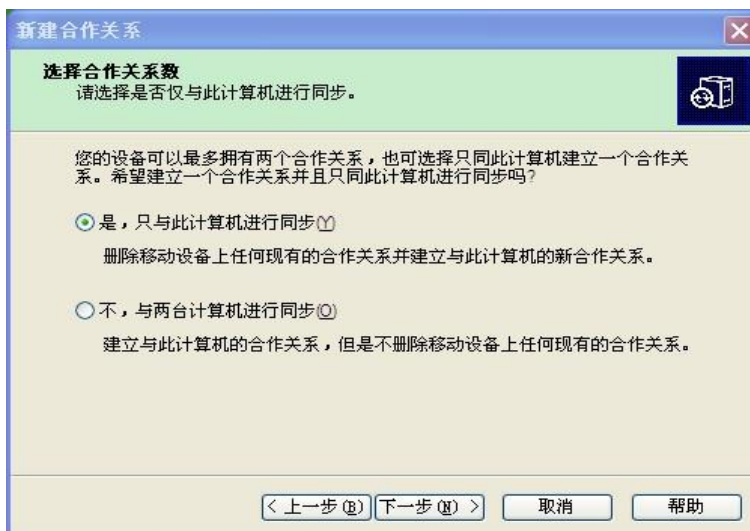 新建合作关系
选择合作关系数
请选择是否仅与此计算机进行同步。
您的设备可以最多拥有两个合作关系，也可选择只同此计算机建立一个合作关
系。希望建立一个合作关系并且只同此计算机进行同步吗?
是，只与此计算机进行同步(Y)
删除移动设备上任何现有的合作关系并建立与此计算机的新合作关系。
不，与两台计算机进行同步(O)
建立与此计算机的合作关系，但是不删除移动设备上任何现有的合作关系。
< 上一步(B) 下一步(N) > 取消 帮助